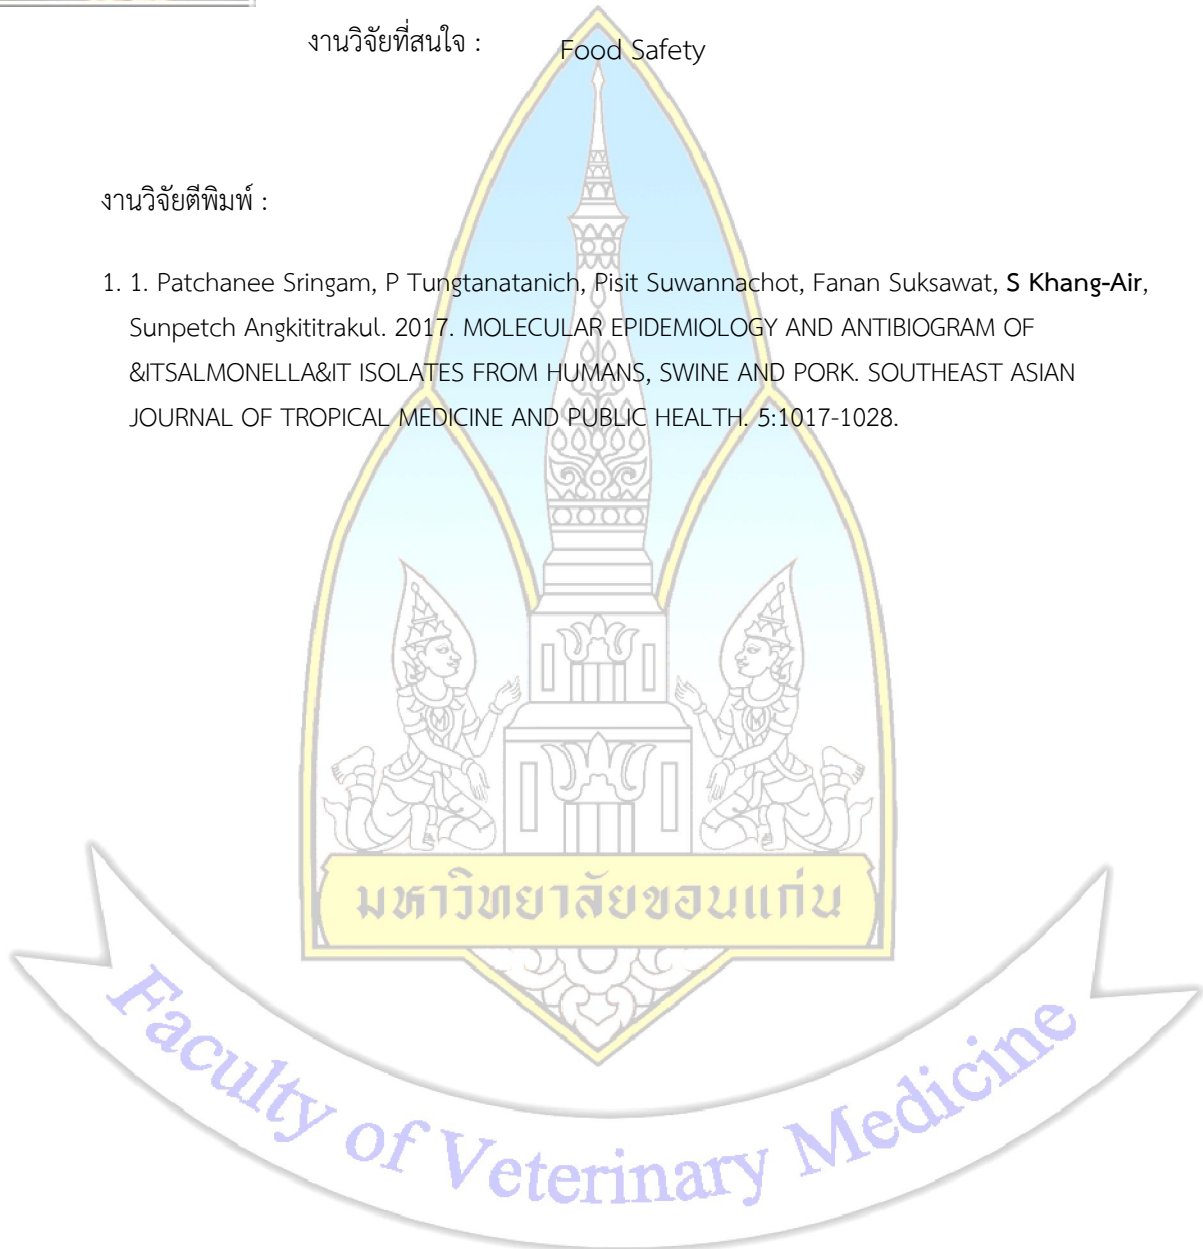 งานวิจัยที่สนใจ : Food Safety
งานวิจัยตีพิมพ์ :
1. 1. Patchanee Sringam, P Tungtanatanich, Pisit Suwannachot, Fanan Suksawat, S Khang-Air,
Sunpetch Angkititrakul. 2017. MOLECULAR EPIDEMIOLOGY AND ANTIBIOGRAM OF
&ITSALMONELLA&IT ISOLATES FROM HUMANS, SWINE AND PORK. SOUTHEAST ASIAN
JOURNAL OF TROPICAL MEDICINE AND PUBLIC HEALTH. 5:1017-1028.
มหาวิทยาลัยขอนแก่น
Faculty of Veterinary Medicine